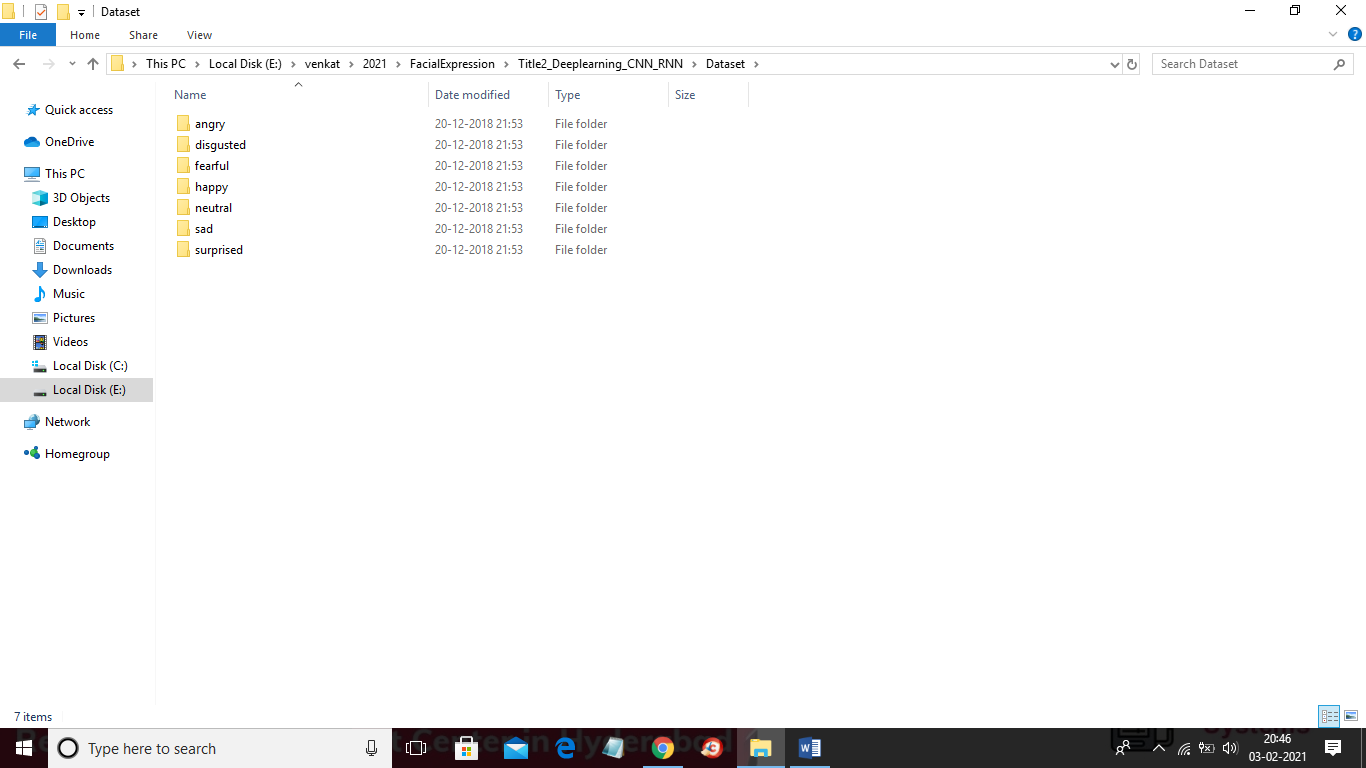 Dataset
File Home Share View
This PC Local Disk (E:) venkat 2021 FacialExpression Title2_Deeplearning_CNN_RNN Dataset
Search Dataset
Name Date modified Type Size
angry 20-12-2018 21:53 File folder
disgusted 20-12-2018 21:53 File folder
fearful 20-12-2018 21:53 File folder
happy 20-12-2018 21:53 File folder
neutral 20-12-2018 21:53 File folder
sad 20-12-2018 21:53 File folder
surprised 20-12-2018 21:53 File folder
Quick access
OneDrive
This PC
3D Objects
Desktop
Documents
Downloads
Music
Pictures
Videos
Local Disk (C:)
Local Disk (E:)
Network
Homegroup
7 items
Type here to search
20:46
03-02-2021